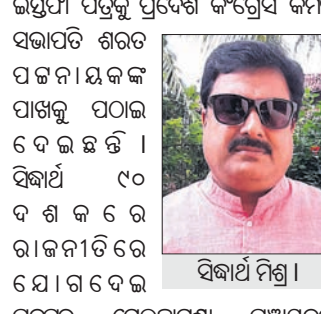 ଇସ୍ତଫା ପତ୍ରକୁ ପ୍ରଦେଶ କଂଗ୍ରେସ କମି
ସଭାପତି ଶରତ
ପଟ୍ଟନାୟକଙ୍କ
ପାଖକୁ ପଠାଇ
ଦେଇଛନ୍ତି ।
ସିଦ୍ଧାର୍ଥ ୯୦
ଦଶକରେ
ରାଜନୀତିରେ
ଯୋଗଦେଇ
ସିଦ୍ଧାର୍ଥ ମିଶ୍ର ।